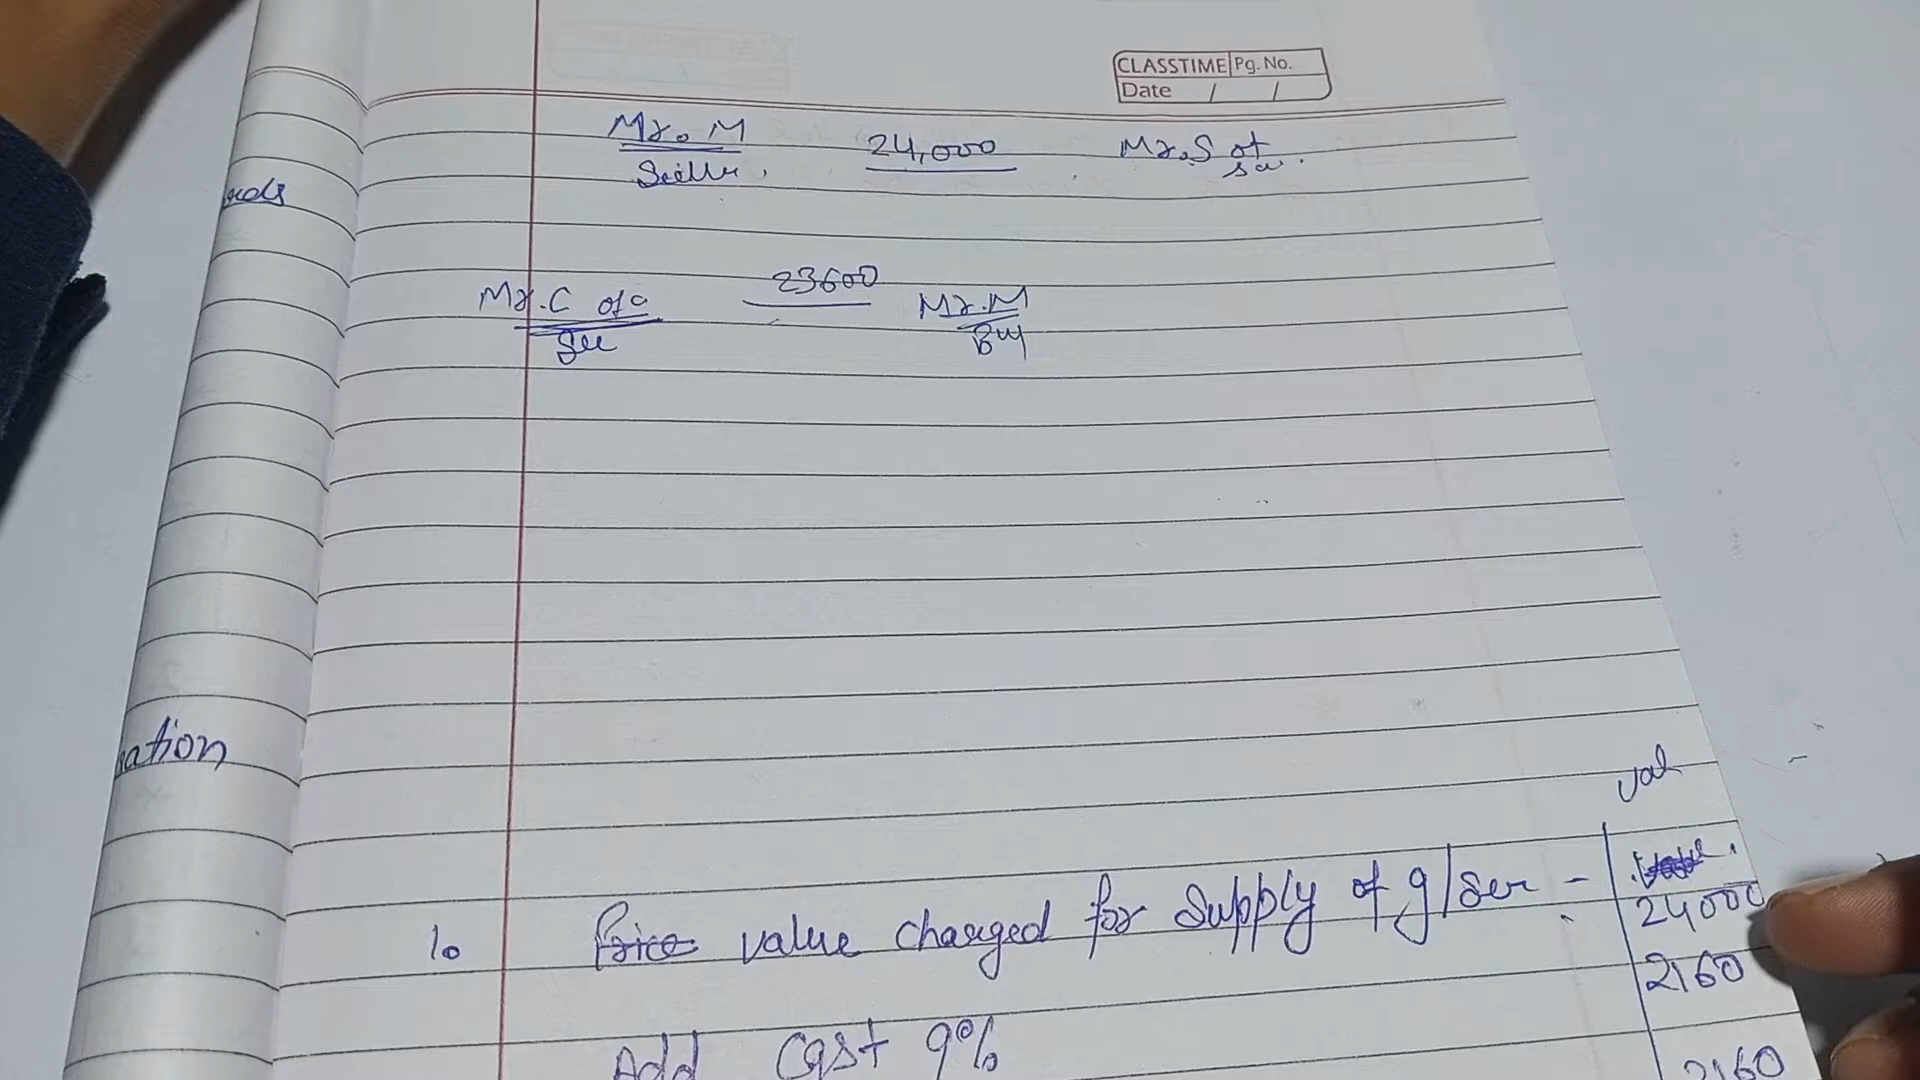 CLASSTIME Pg. No.
Date / /
Mr. M 24,000 Mr. S of
Mr. C of 23600 Mr. M
ation
val
1. Price value charged for supply of g/ser - 24000
2160
Add CGST 9%
2160